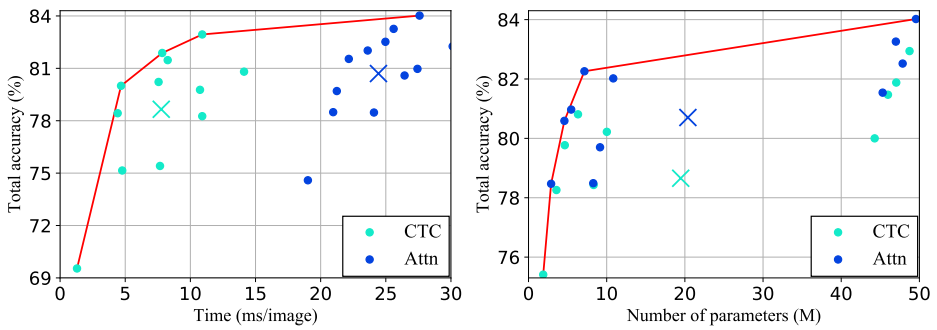 Total accuracy (%)
84
81
78
75
72
69
0 5 10 15 20 25 30
Time (ms/image)
CTC
Attn
Total accuracy (%)
84
82
80
78
76
0 10 20 30 40 50
Number of parameters (M)
CTC
Attn